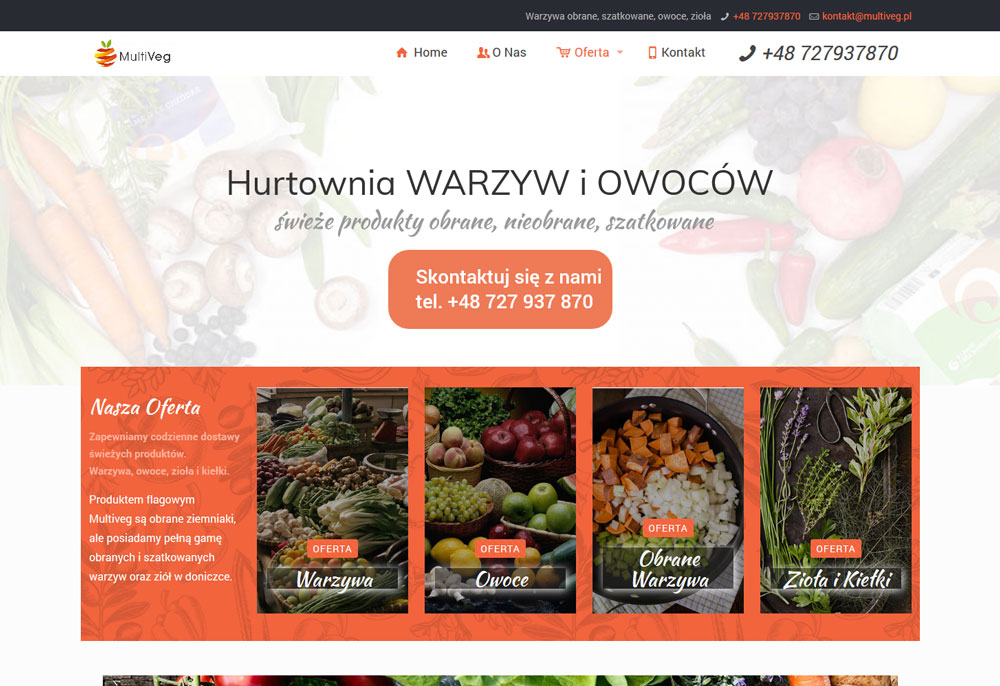 Warzywa obrane, szatkowane, owoce, zioła +48 727937870 kontakt@multiveg.pl
MultiVeg Home O Nas Oferta Kontakt +48 727937870
Hurtownia WARZYW i OWOCÓW
świeże produkty obrane, nieobrane, szatkowane
Skontaktuj się z nami
tel. +48 727 937 870
Nasza Oferta
Zapewniamy codzienne dostawy
świeżych produktów.
Warzywa, owoce, zioła i kiełki.
Produktem flagowym
Multiveg są obrane ziemniaki,
ale posiadamy pełną gamę
obranych i szatkowanych
warzyw oraz ziół w doniczce.
OFERTA
Warzywa
OFERTA
Owoce
OFERTA
Obrane
Warzywa
OFERTA
Zioła i Kiełki